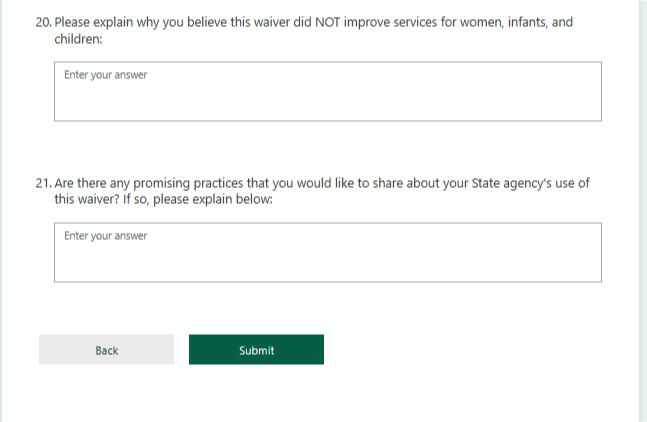 20. Please explain why you believe this waiver did NOT improve services for women, infants, and
children:
Enter your answer
21. Are there any promising practices that you would like to share about your State agency's use of
this waiver? If so, please explain below:
Enter your answer
Back
Submit